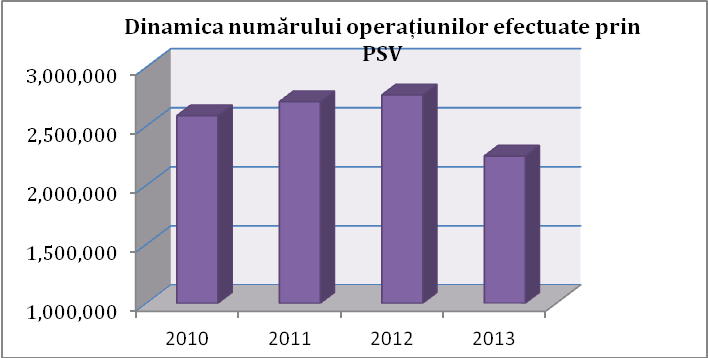 Dinamica numărului operațiunilor efectuate prin
PSV
3,000,000
2,500,000
2,000,000
1,500,000
1,000,000
2010 2011 2012 2013